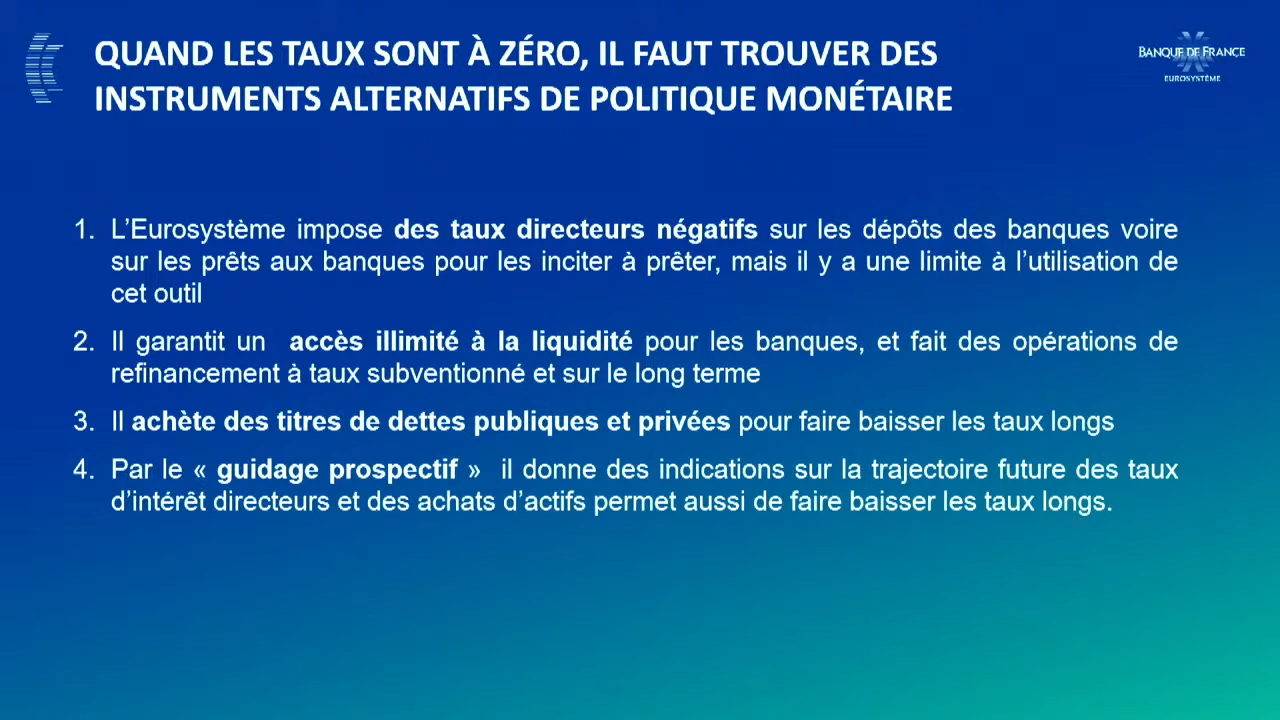 QUAND LES TAUX SONT À ZÉRO, IL FAUT TROUVER DES
INSTRUMENTS ALTERNATIFS DE POLITIQUE MONÉTAIRE
BANQUE DE FRANCE
EUROSYSTÈME
1. L’Eurosystème impose des taux directeurs négatifs sur les dépôts des banques voire
sur les prêts aux banques pour les inciter à prêter, mais il y a une limite à l’utilisation de
cet outil
2. Il garantit un accès illimité à la liquidité pour les banques, et fait des opérations de
refinancement à taux subventionné et sur le long terme
3. Il achète des titres de dettes publiques et privées pour faire baisser les taux longs
4. Par le « guidage prospectif » il donne des indications sur la trajectoire future des taux
d’intérêt directeurs et des achats d’actifs permet aussi de faire baisser les taux longs.